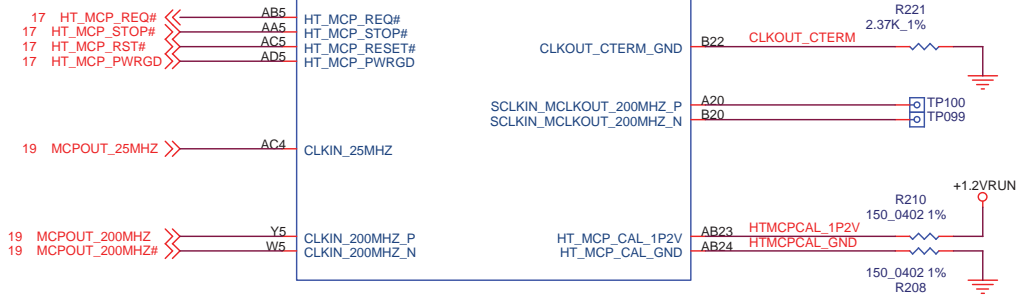 17 HT_MCP_REQ# AB5 HT_MCP_REQ#
17 HT_MCP_STOP# AA5 HT_MCP_STOP#
17 HT_MCP_RST# AC5 HT_MCP_RESET#
17 HT_MCP_PWRGD AD5 HT_MCP_PWRGD
R221
2.37K_1%
CLKOUT_CTERM_GND B22 CLKOUT_CTERM
SCLKIN_MCLKOUT_200MHZ_P A20 TP100
SCLKIN_MCLKOUT_200MHZ_N B20 TP099
19 MCPOUT_25MHZ AC4 CLKIN_25MHZ
+1.2VRUN
R210
150_0402 1%
19 MCPOUT_200MHZ Y5 CLKIN_200MHZ_P
19 MCPOUT_200MHZ# W5 CLKIN_200MHZ_N
HT_MCP_CAL_1P2V AB23 HTMCPCAL_1P2V
HT_MCP_CAL_GND AB24 HTMCPCAL_GND
150_0402 1%
R208